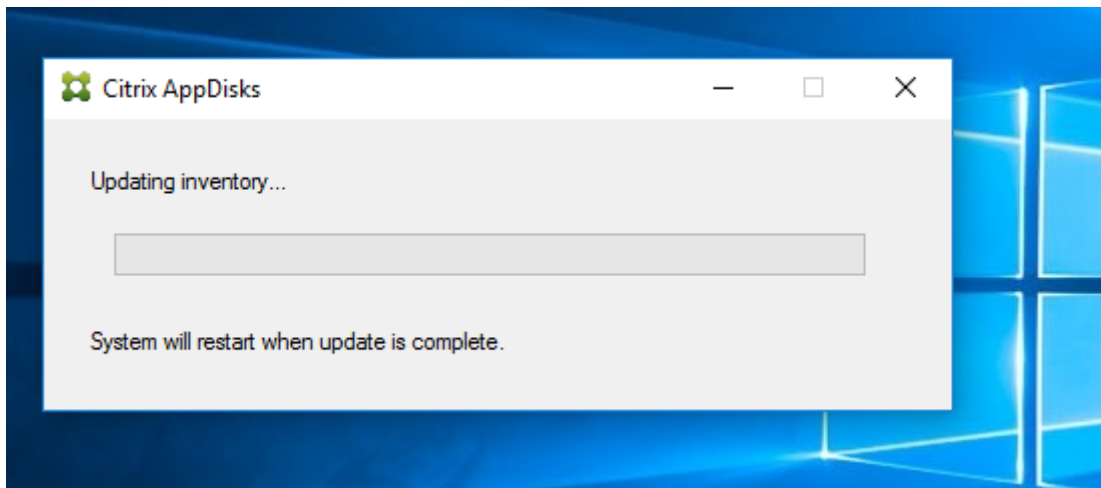 Citrix AppDisks
Updating inventory...
System will restart when update is complete.